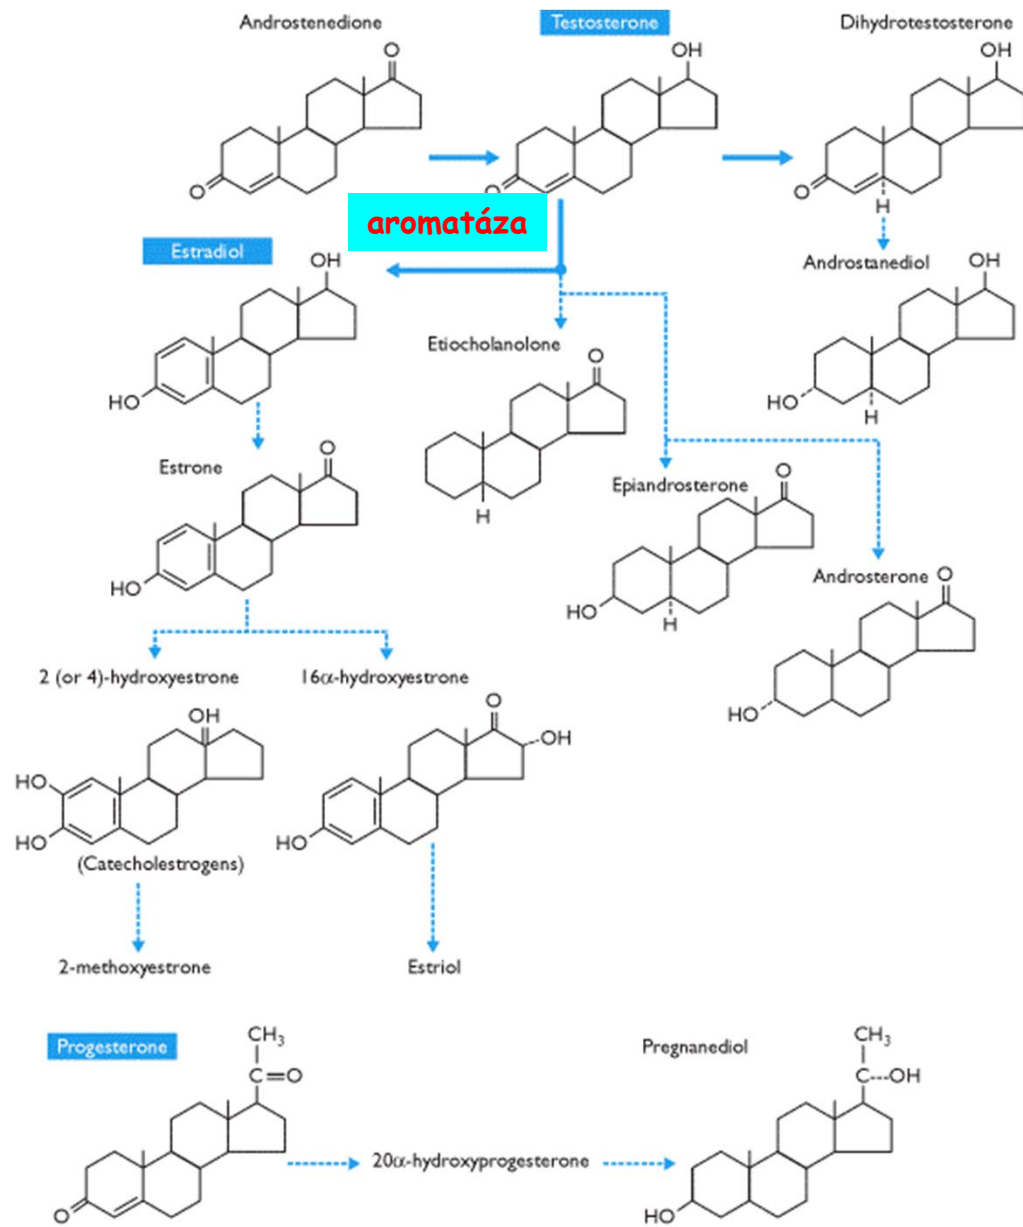 Androstenedione
Testosterone
Dihydrotestosterone
O
OH
OH
O
O
O
H
aromatáza
Estradiol
OH
Androstanediol
OH
Etiocholanolone
O
HO
HO
H
Estrone
O
H
Epiandrosterone
O
HO
HO
H
Androsterone
O
HO
2 (or 4)-hydroxyestrone
16α-hydroxyestrone
OH
O
OH
HO
HO
HO
(Catecholestrogens)
2-methoxyestrone
Estriol
Progesterone
CH3
C=O
Pregnanediol
CH3
C---OH
20α-hydroxyprogesterone
O
HO